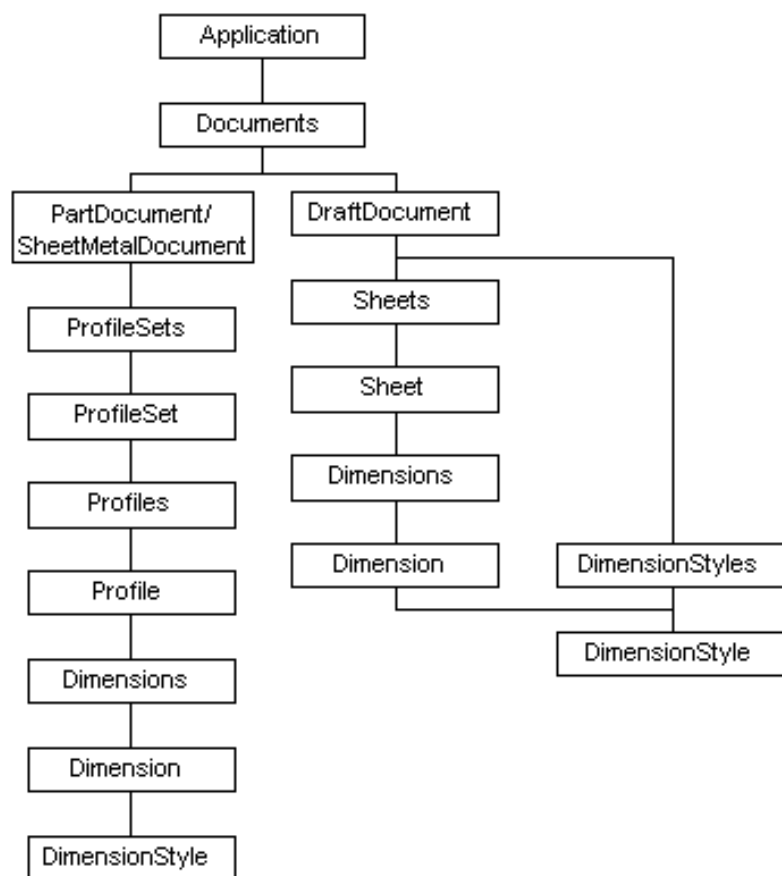 Application
Documents
PartDocument/
SheetMetalDocument
DraftDocument
ProfileSets
Sheets
ProfileSet
Sheet
Profiles
Dimensions
Profile
Dimension
DimensionStyles
Dimensions
DimensionStyle
Dimension
DimensionStyle